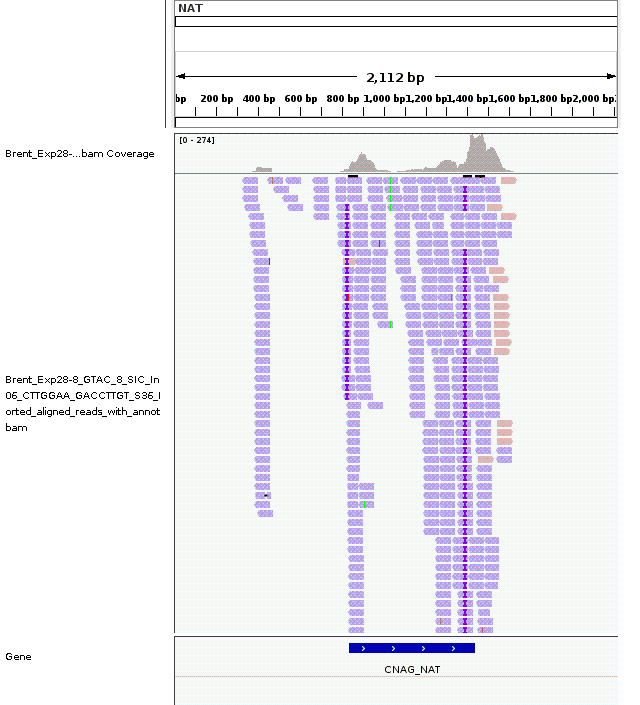 NAT
2,112 bp
bp 200 bp 400 bp 600 bp 800 bp 1,000 bp 1,200 bp 1,400 bp 1,600 bp 1,800 bp 2,000 bp
[0 - 274]
Brent_Exp28-...bam Coverage
Brent_Exp28-8_GTAC_8_SIC_In
06_CTTGGAA_GACCTTGT_S36_l
orted_aligned_reads_with_annot
bam
Gene
CNAG_NAT